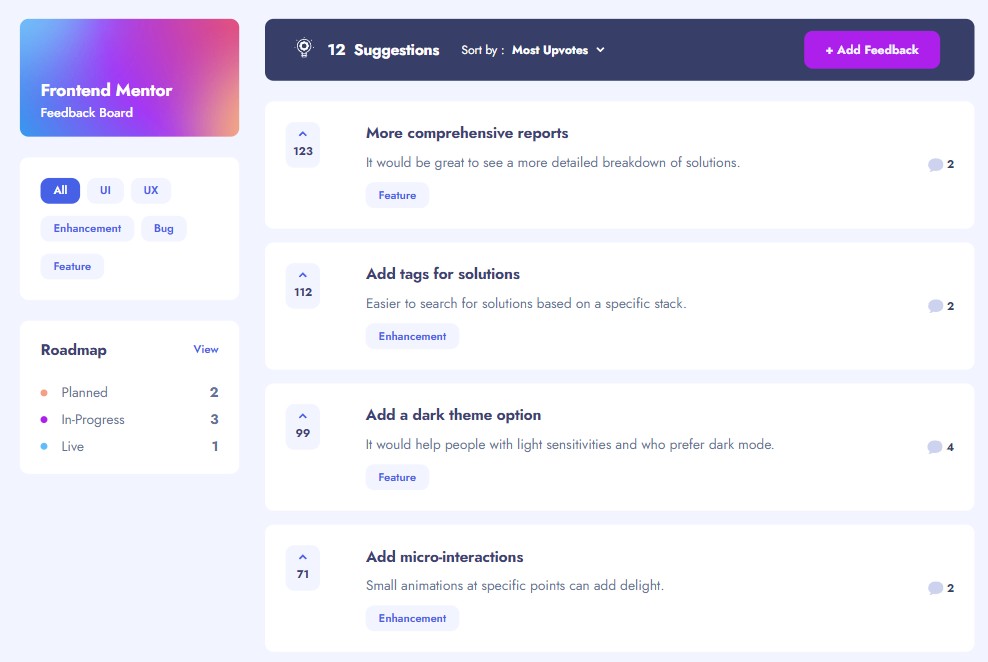 Frontend Mentor
Feedback Board
All UI UX
Enhancement Bug
Feature
Roadmap View
Planned 2
In-Progress 3
Live 1
12 Suggestions Sort by : Most Upvotes + Add Feedback
123
More comprehensive reports
It would be great to see a more detailed breakdown of solutions.
Feature
2
112
Add tags for solutions
Easier to search for solutions based on a specific stack.
Enhancement
2
99
Add a dark theme option
It would help people with light sensitivities and who prefer dark mode.
Feature
4
71
Add micro-interactions
Small animations at specific points can add delight.
Enhancement
2